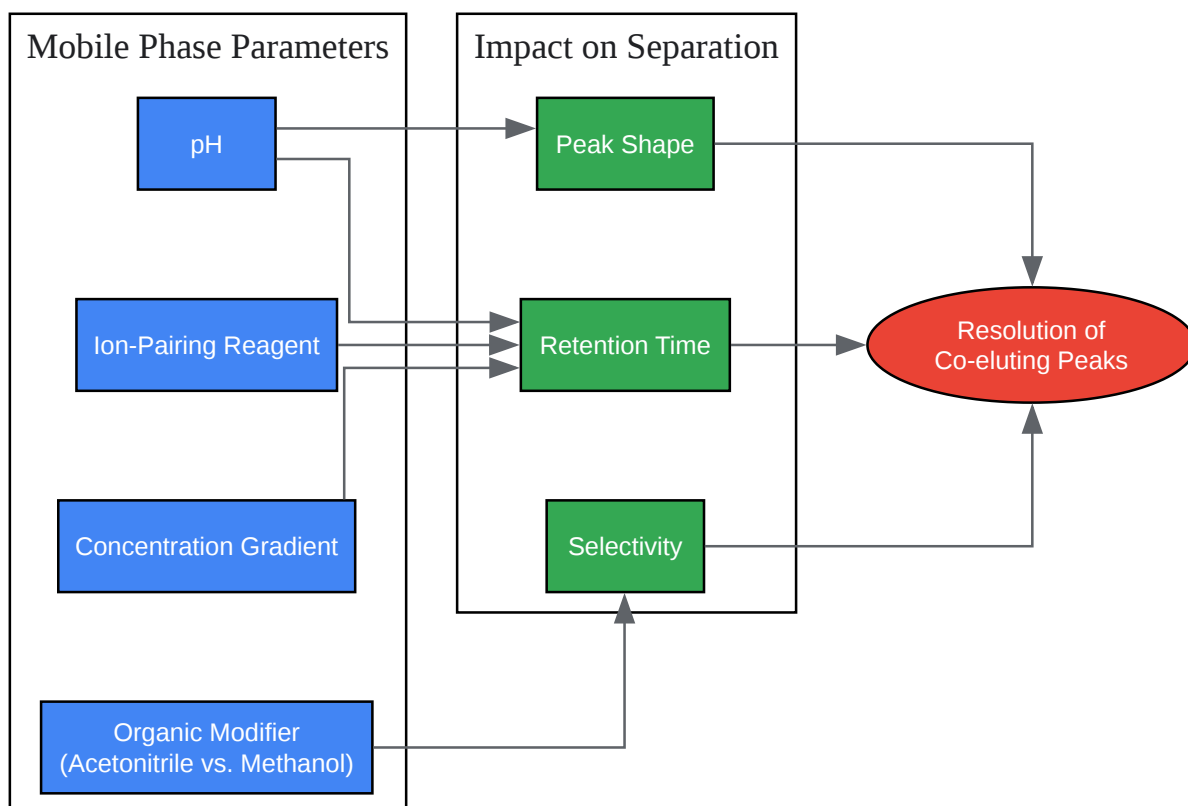 Mobile Phase Parameters
Impact on Separation
pH
Peak Shape
Ion-Pairing Reagent
Retention Time
Resolution of
Co-eluting Peaks
Concentration Gradient
Selectivity
Organic Modifier
(Acetonitrile vs. Methanol)